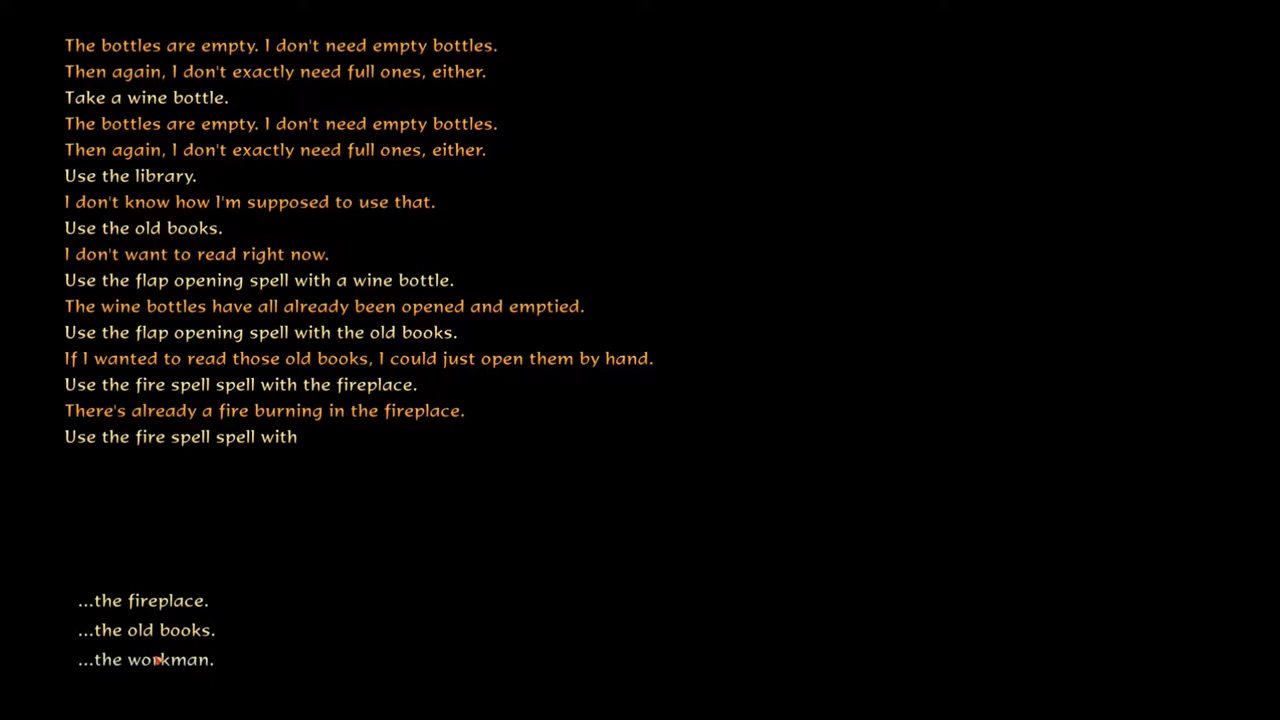 The bottles are empty. I don't need empty bottles.
Then again, I don't exactly need full ones, either.
Take a wine bottle.
The bottles are empty. I don't need empty bottles.
Then again, I don't exactly need full ones, either.
Use the library.
I don't know how I'm supposed to use that.
Use the old books.
I don't want to read right now.
Use the flap opening spell with a wine bottle.
The wine bottles have all already been opened and emptied.
Use the flap opening spell with the old books.
If I wanted to read those old books, I could just open them by hand.
Use the fire spell spell with the fireplace.
There's already a fire burning in the fireplace.
Use the fire spell spell with
...the fireplace.
...the old books.
...the workman.